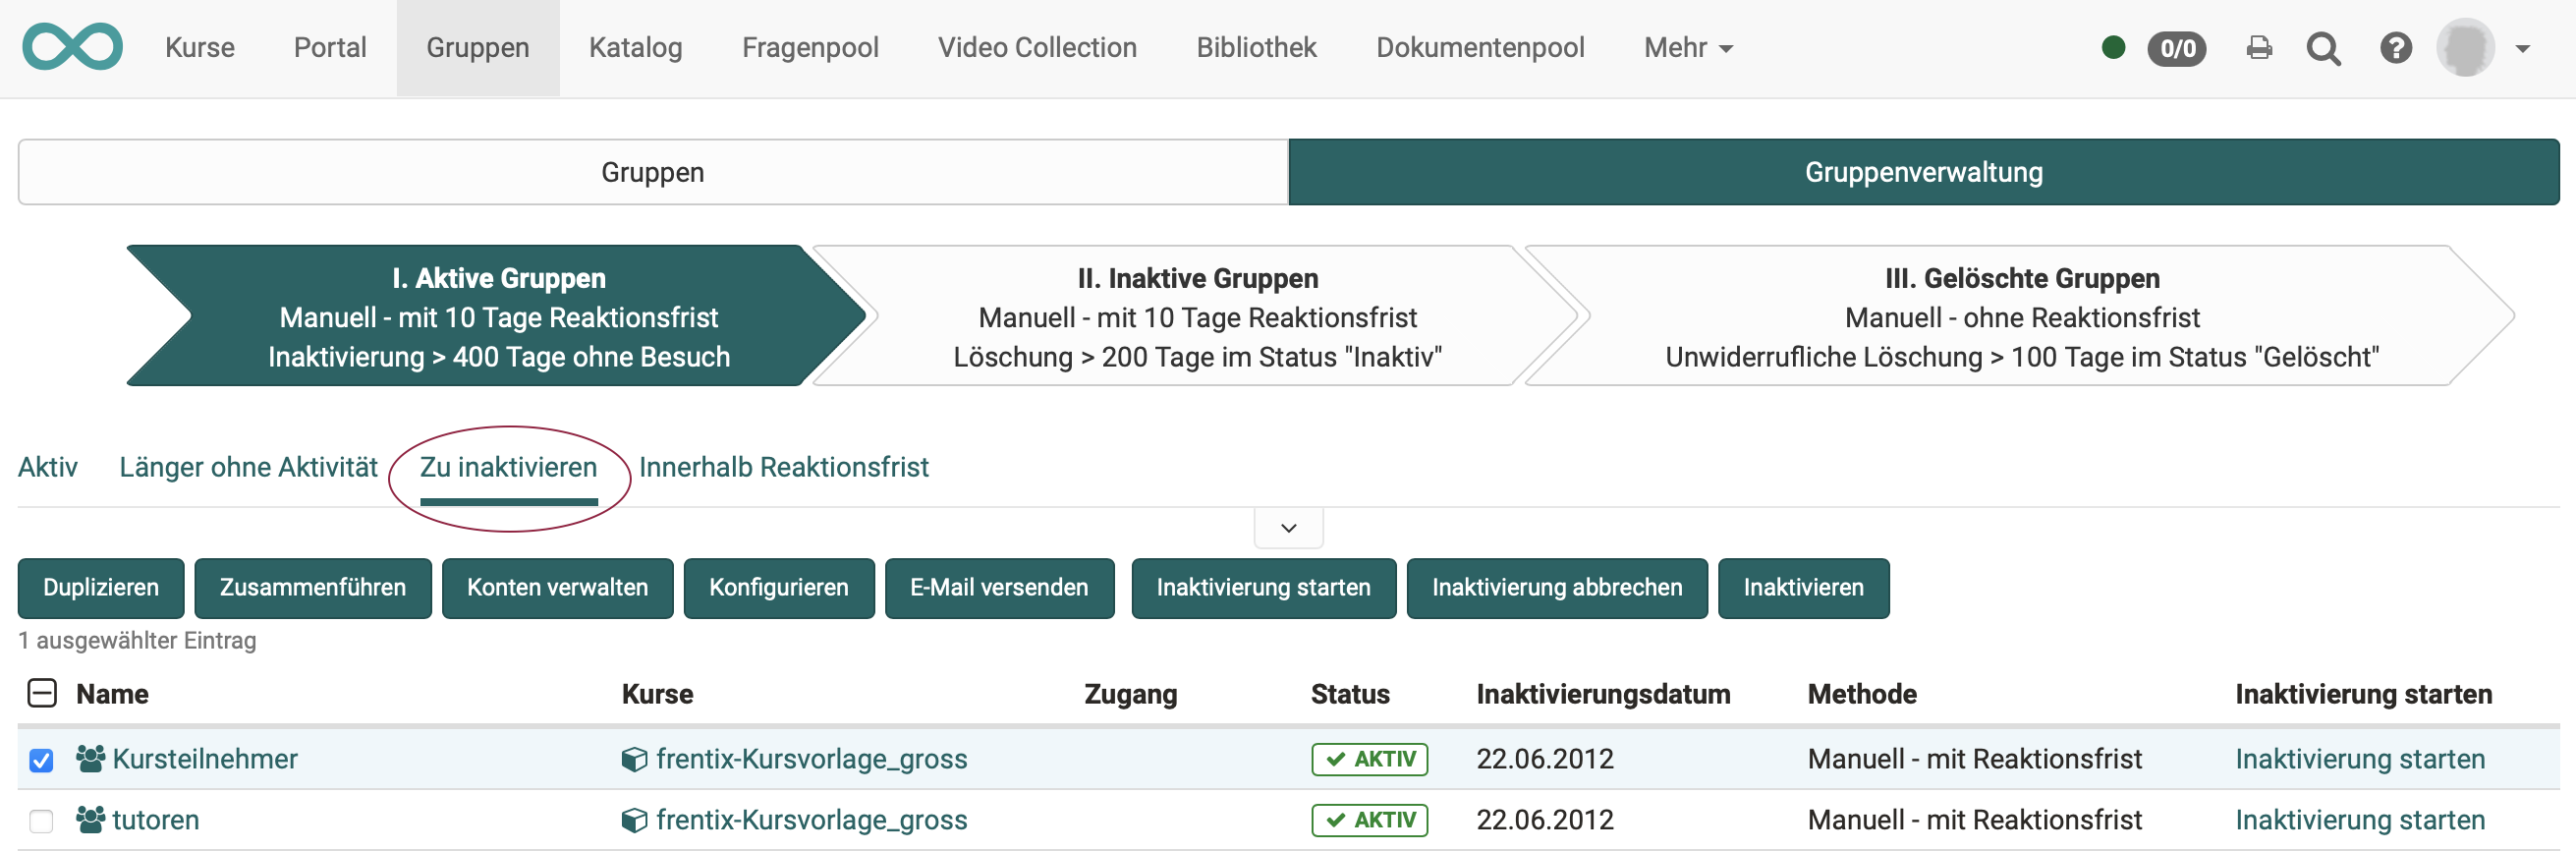 Kurse Portal Gruppen Katalog Fragenpool Video Collection Bibliothek Dokumentenpool Mehr 0/0
Gruppen Gruppenverwaltung
I. Aktive Gruppen
Manuell - mit 10 Tage Reaktionsfrist
Inaktivierung > 400 Tage ohne Besuch
II. Inaktive Gruppen
Manuell - mit 10 Tage Reaktionsfrist
Löschung > 200 Tage im Status "Inaktiv"
III. Gelöschte Gruppen
Manuell - ohne Reaktionsfrist
Unwiderrufliche Löschung > 100 Tage im Status "Gelöscht"
Aktiv Länger ohne Aktivität Zu inaktivieren Innerhalb Reaktionsfrist
Duplizieren Zusammenführen Konten verwalten Konfigurieren E-Mail versenden Inaktivierung starten Inaktivierung abbrechen Inaktivieren
1 ausgewählter Eintrag
Name Kurse Zugang Status Inaktivierungsdatum Methode Inaktivierung starten
Kursteilnehmer frentix-Kursvorlage_gross AKTIV 22.06.2012 Manuell - mit Reaktionsfrist Inaktivierung starten
tutoren frentix-Kursvorlage_gross AKTIV 22.06.2012 Manuell - mit Reaktionsfrist Inaktivierung starten